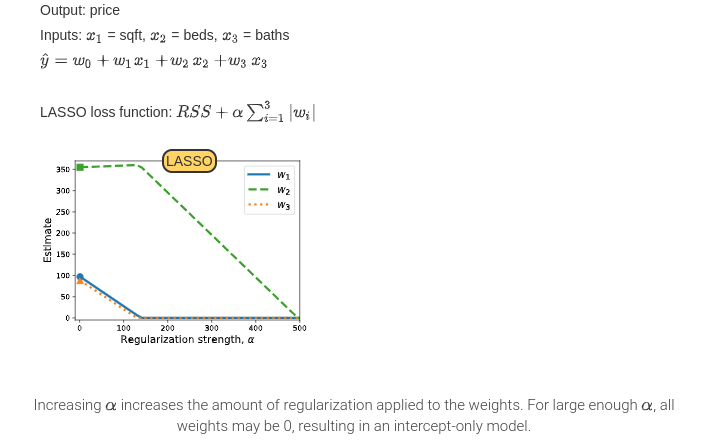 Output: price
Inputs: x₁ = sqft, x₂ = beds, x₃ = baths
ŷ = w₀ + w₁x₁ + w₂ x₂ + w₃ x₃
LASSO loss function: RSS + α ∑³ᵢ₌₁ |wᵢ|
LASSO
350
300
250
200
150
100
50
0
Estimate
w₁
w₂
w₃
0 100 200 300 400 500
Regularization strength, α
Increasing α increases the amount of regularization applied to the weights. For large enough α, all
weights may be 0, resulting in an intercept-only model.